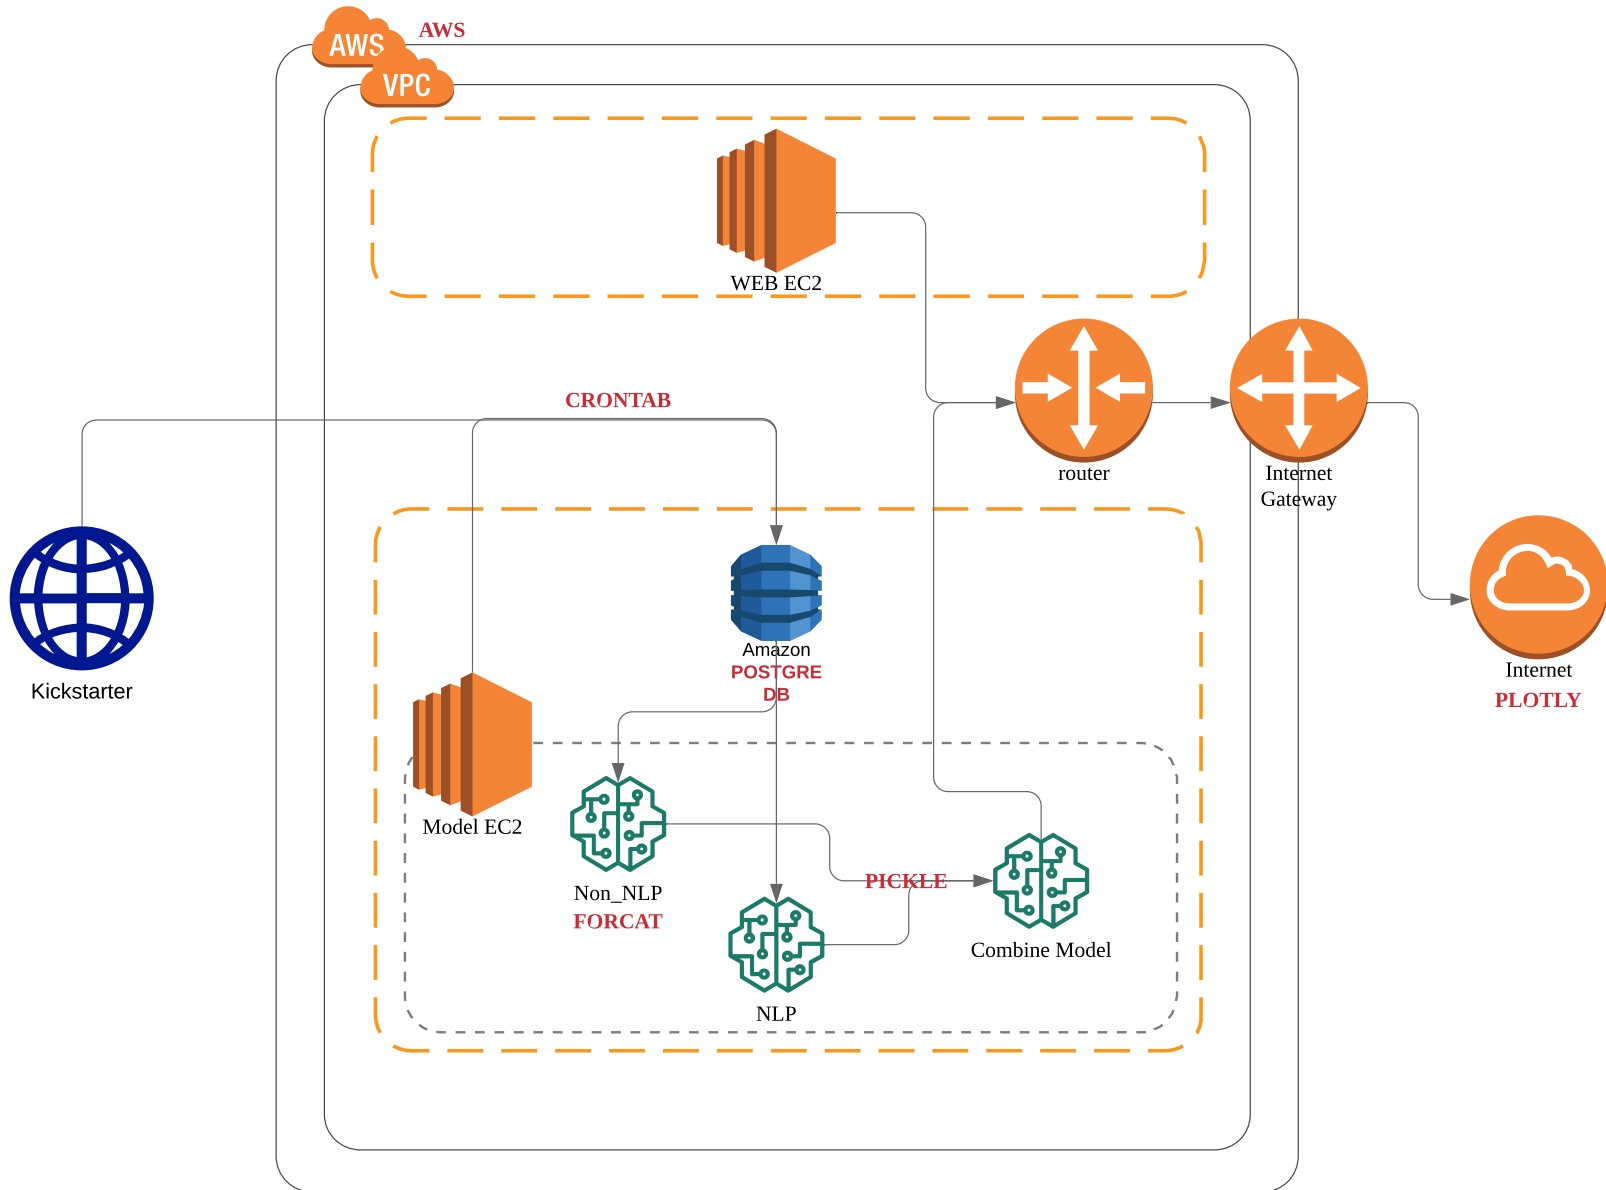 AWS
AWS
VPC
WEB EC2
CRONTAB
router
Internet
Gateway
Kickstarter
Amazon
POSTGRE
DB
Internet
PLOTLY
Model EC2
Non_NLP
FORCAT
PICKLE
Combine Model
NLP